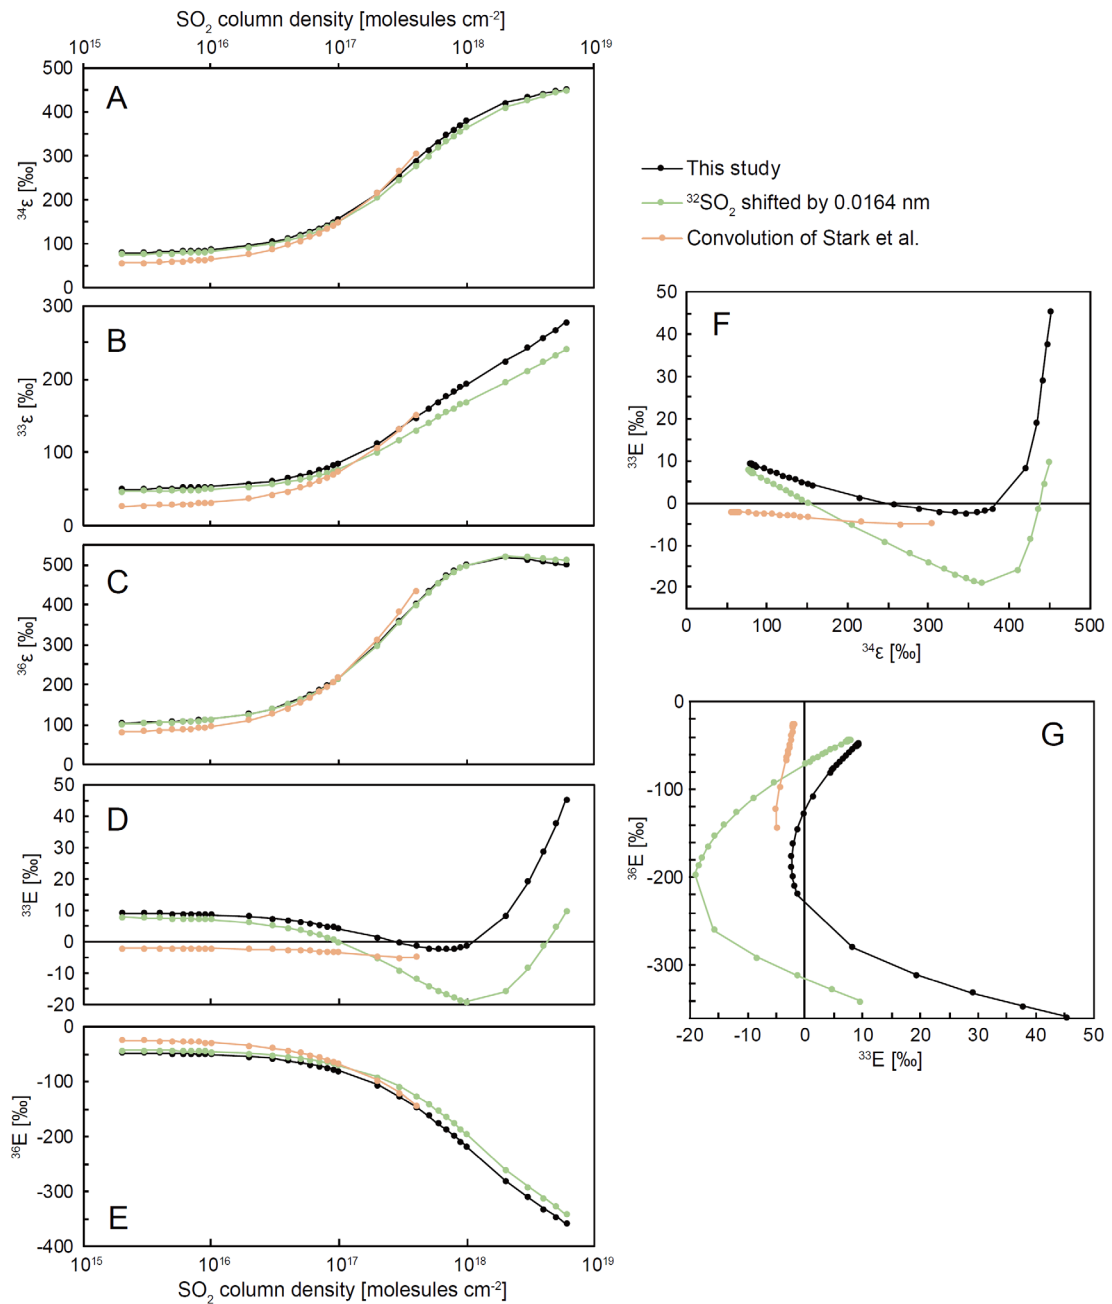 SO2 column density [molecules cm-2]
10^15 10^16 10^17 10^18 10^19
A
34ε [‰]
500
400
300
200
100
0
B
33ε [‰]
300
200
100
0
C
36ε [‰]
500
400
300
200
100
0
D
33E [‰]
50
40
30
20
10
0
-10
-20
E
36E [‰]
0
-100
-200
-300
-400
10^15 10^16 10^17 10^18 10^19
SO2 column density [molecules cm-2]
This study
32SO2 shifted by 0.0164 nm
Convolution of Stark et al.
F
33E [‰]
50
40
30
20
10
0
-10
-20
0 100 200 300 400 500
34ε [‰]
G
36E [‰]
0
-100
-200
-300
-20 -10 0 10 20 30 40 50
33E [‰]